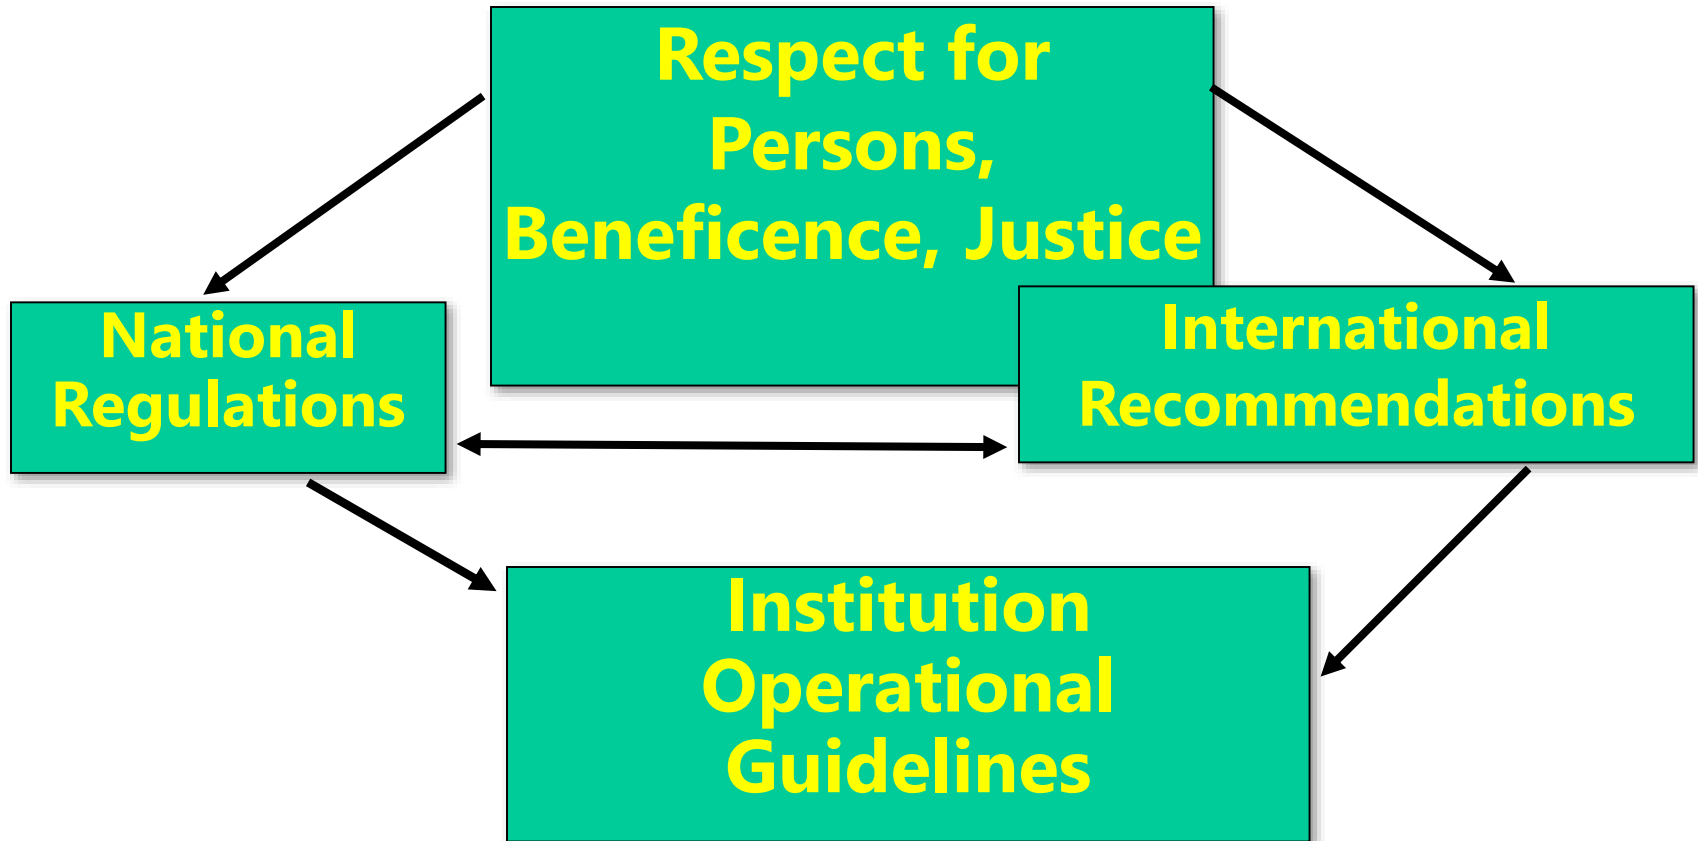 Respect for
Persons,
Beneficence, Justice
National
Regulations
International
Recommendations
Institution
Operational
Guidelines